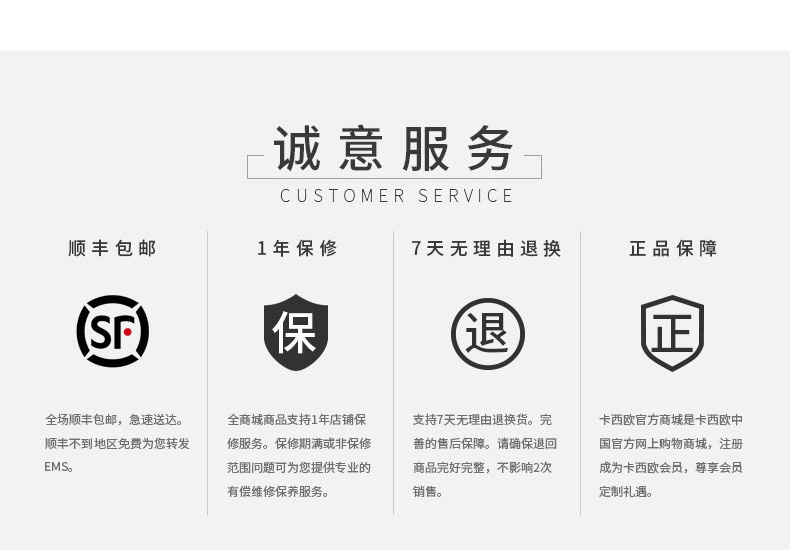 诚意服务
CUSTOMER SERVICE
顺丰包邮
SF
全场顺丰包邮，急速送达。
顺丰不到地区免费为您转发
EMS。
1年保修
保
全商城商品支持1年店铺保
修服务。保修期满或非保修
范围问题可为您提供专业的
有偿维修保养服务。
7天无理由退换
退
支持7天无理由退换货。完
善的售后保障。请确保退回
商品完好完整，不影响2次
销售。
正品保障
正
卡西欧官方商城是卡西欧中
国官方网上购物商城，注册
成为卡西欧会员，尊享会员
定制礼遇。